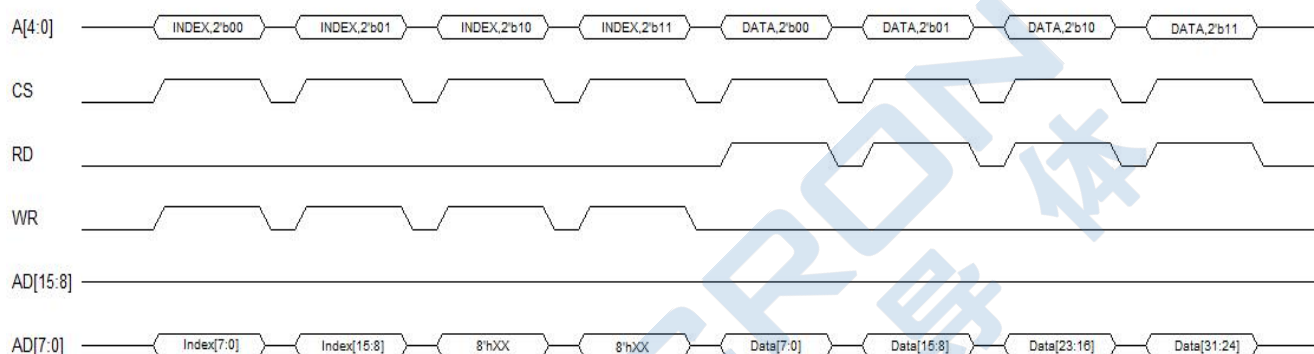 A[4:0] INDEX,2'b00 INDEX,2'b01 INDEX,2'b10 INDEX,2'b11 DATA,2'b00 DATA,2'b01 DATA,2'b10 DATA,2'b11
CS
RD
WR
AD[15:8]
AD[7:0] Index[7:0] Index[15:8] 8'hXX 8'hXX Data[7:0] Data[15:8] Data[23:16] Data[31:24]
CRON
导体